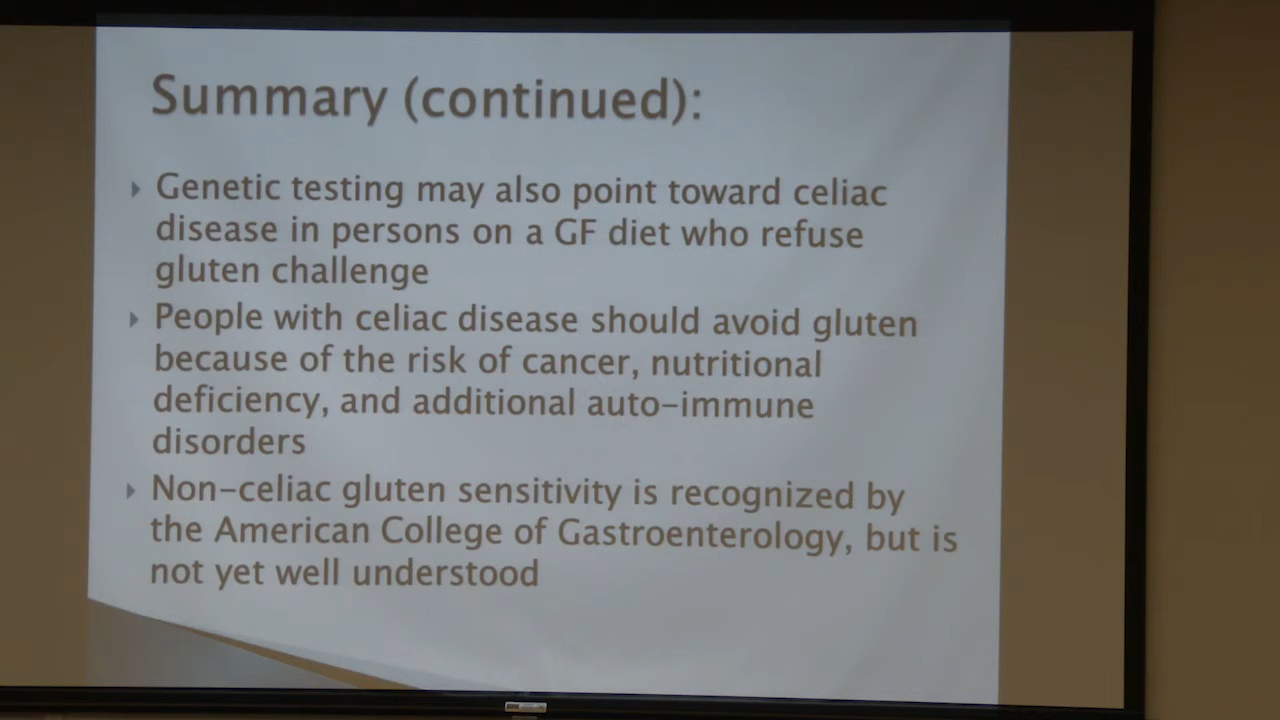 Summary (continued):
Genetic testing may also point toward celiac
disease in persons on a GF diet who refuse
gluten challenge
People with celiac disease should avoid gluten
because of the risk of cancer, nutritional
deficiency, and additional auto-immune
disorders
Non-celiac gluten sensitivity is recognized by
the American College of Gastroenterology, but is
not yet well understood